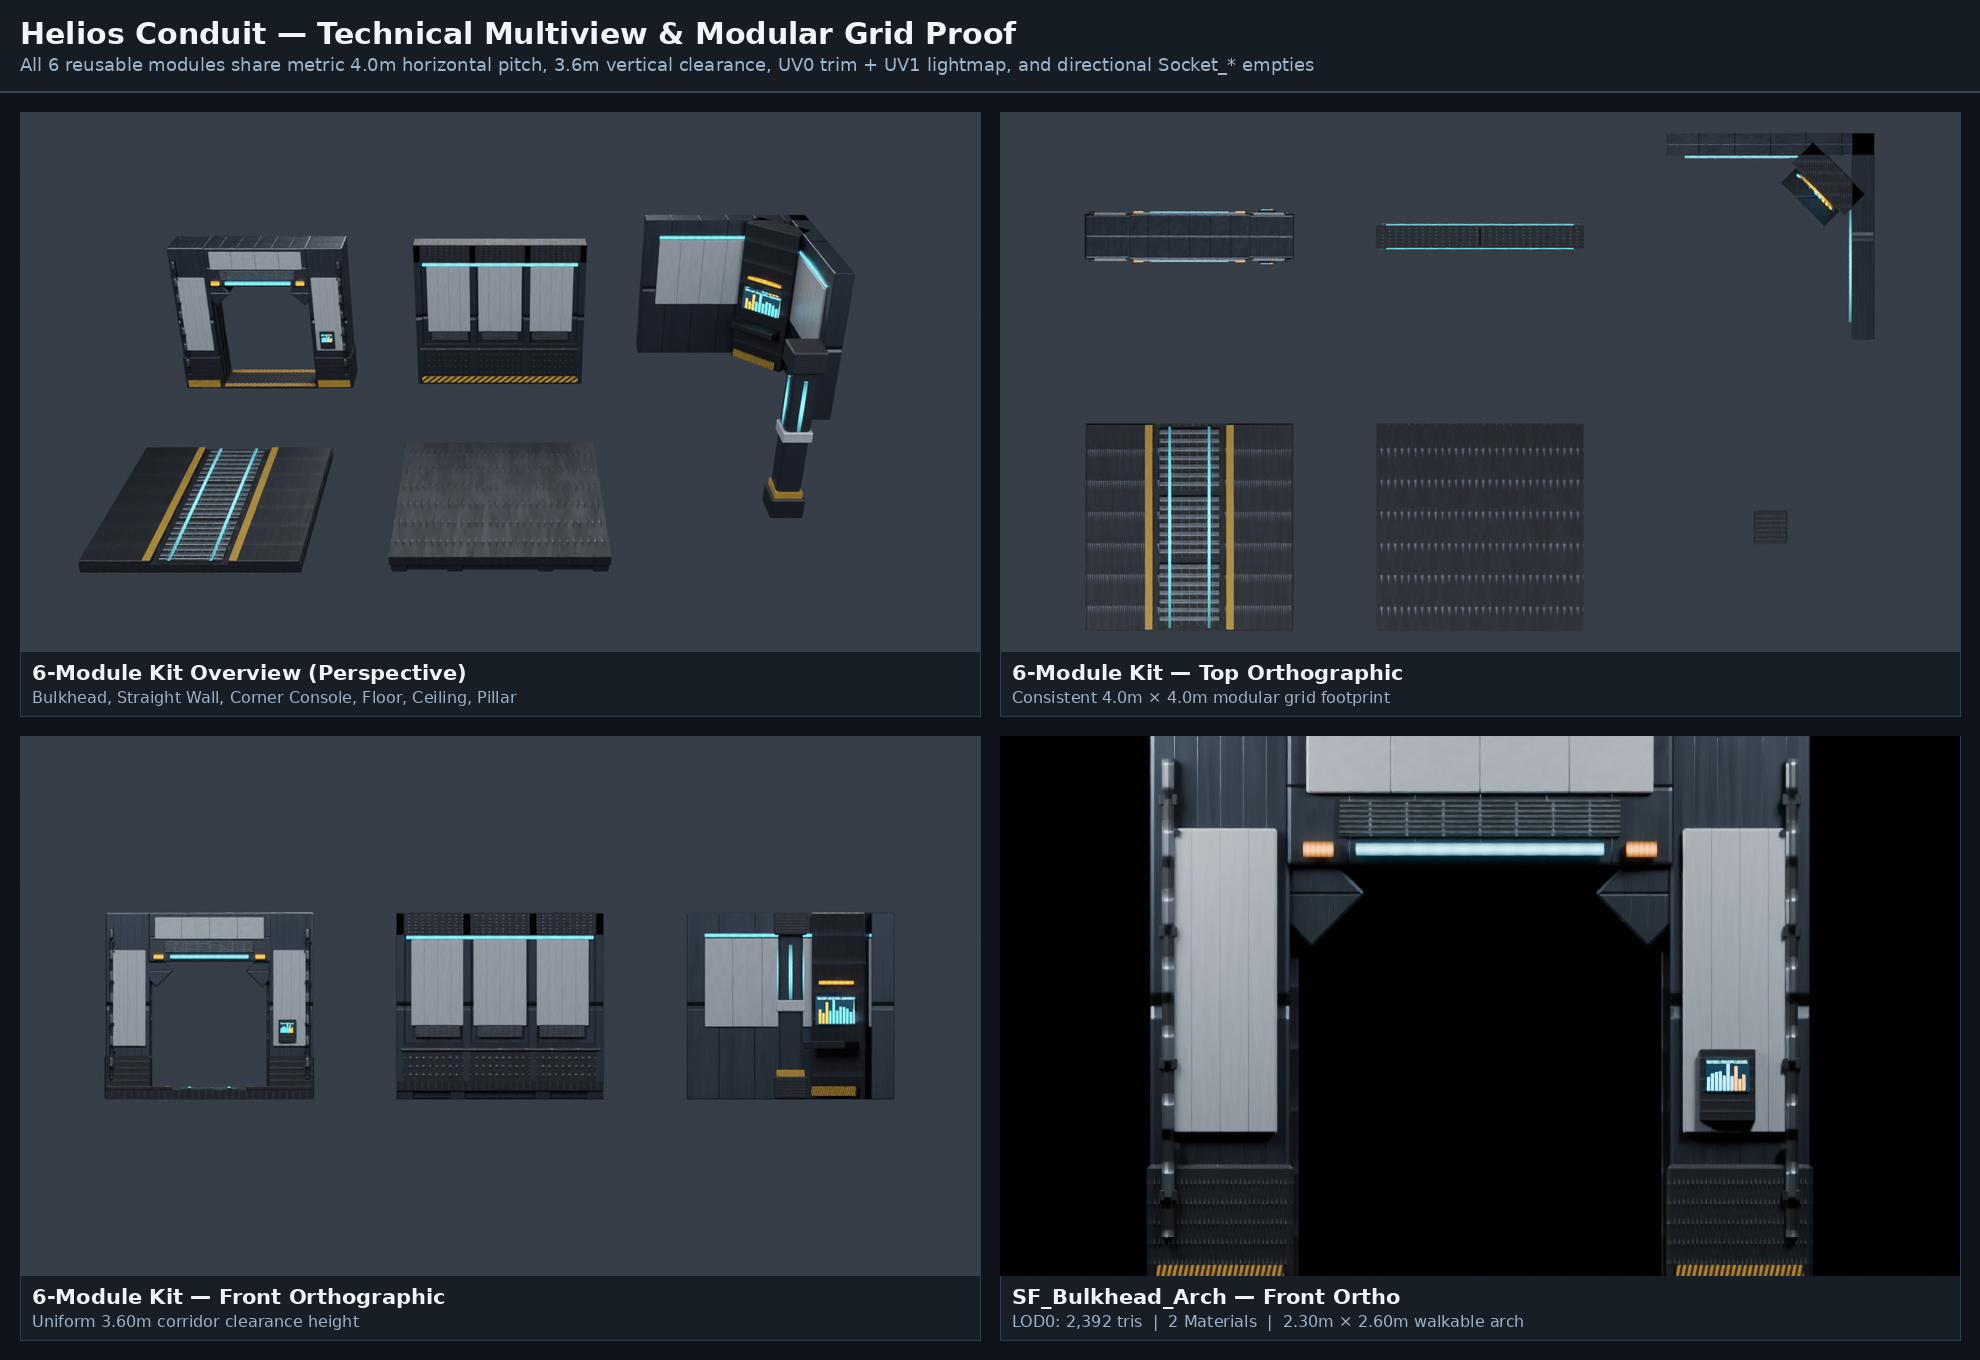 Helios Conduit — Technical Multiview & Modular Grid Proof
All 6 reusable modules share metric 4.0m horizontal pitch, 3.6m vertical clearance, UV0 trim + UV1 lightmap, and directional Socket_* empties
6-Module Kit Overview (Perspective)
Bulkhead, Straight Wall, Corner Console, Floor, Ceiling, Pillar
6-Module Kit — Top Orthographic
Consistent 4.0m × 4.0m modular grid footprint
6-Module Kit — Front Orthographic
Uniform 3.60m corridor clearance height
SF_Bulkhead_Arch — Front Ortho
LOD0: 2,392 tris | 2 Materials | 2.30m × 2.60m walkable arch